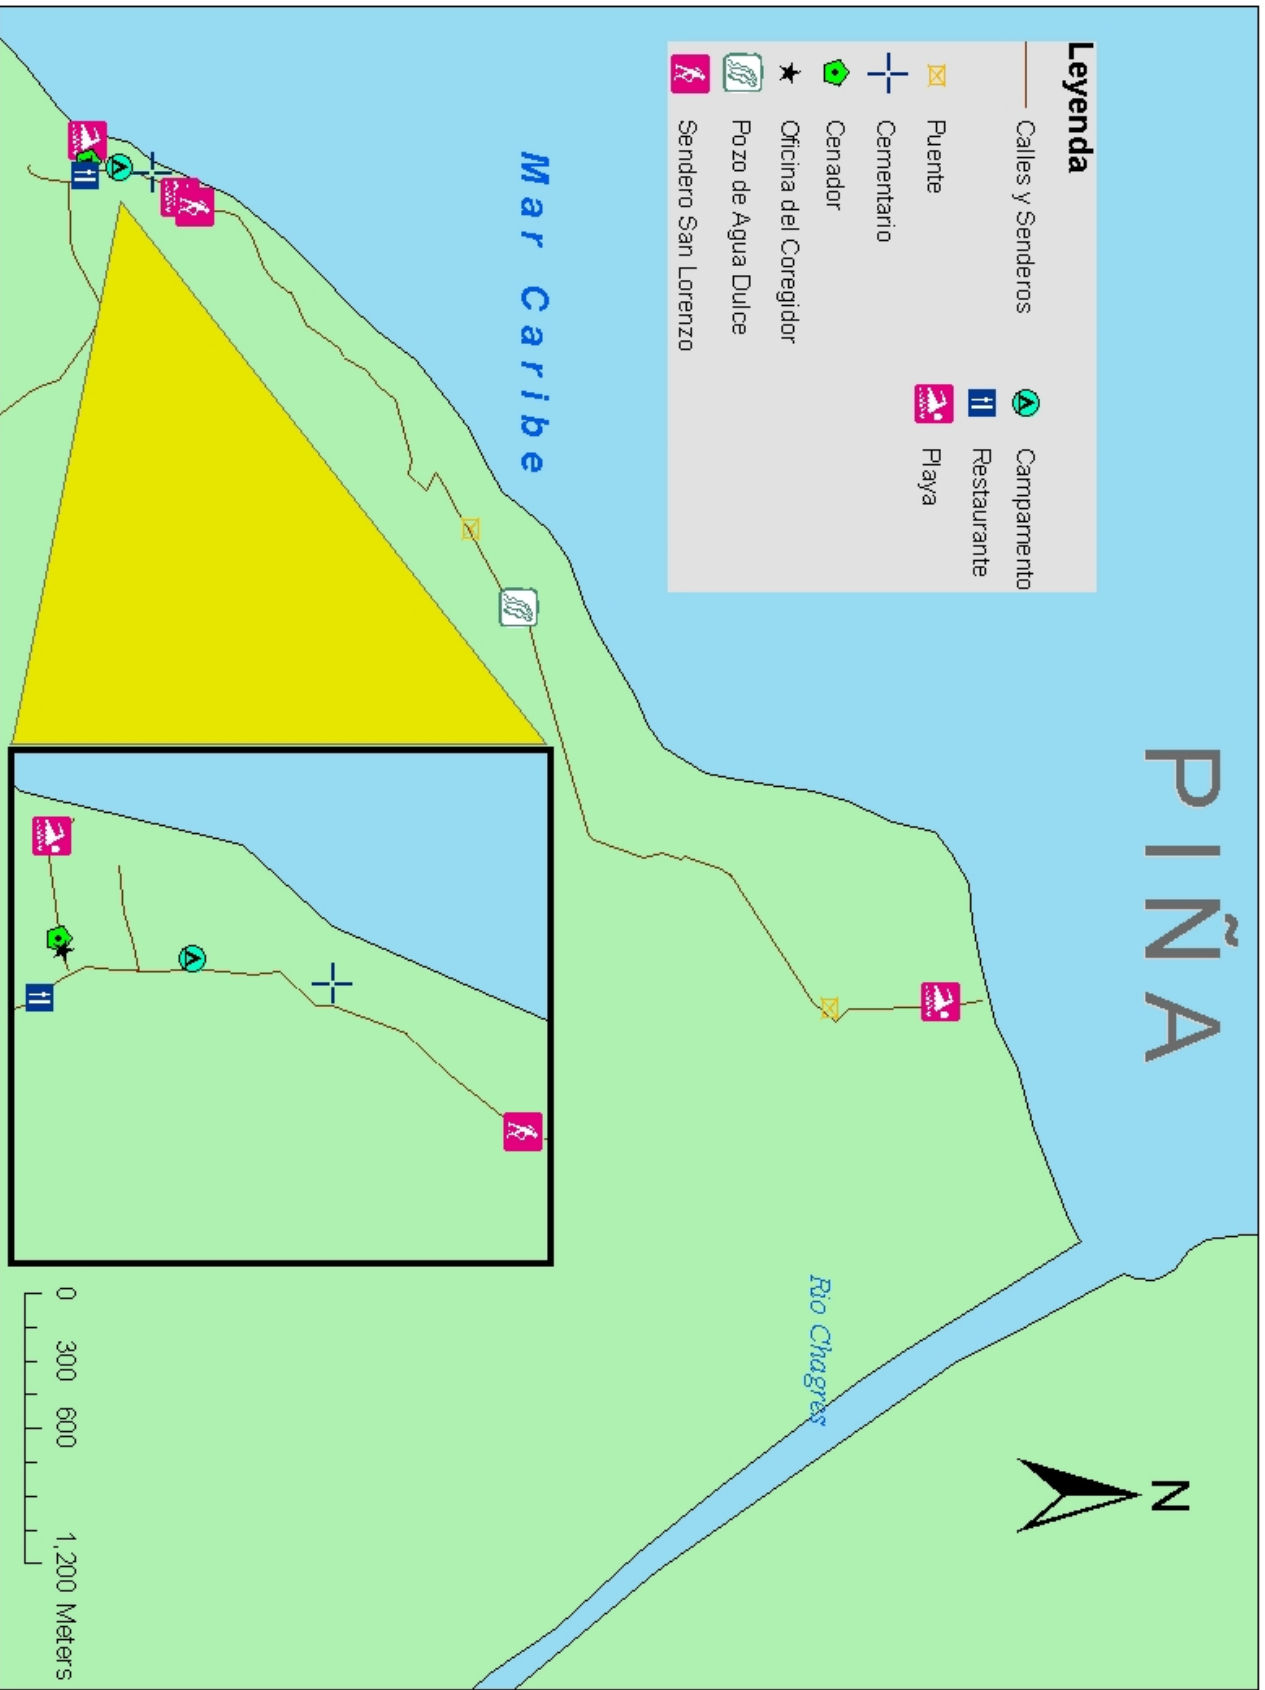 PIÑA
Leyenda
Calles y Senderos
Puente
Cementario
Cenador
Oficina del Coregidor
Pozo de Agua Dulce
Sendero San Lorenzo
Campamento
Restaurante
Playa
Mar Caribe
Rio Chagres
N
0 300 600 1,200 Meters